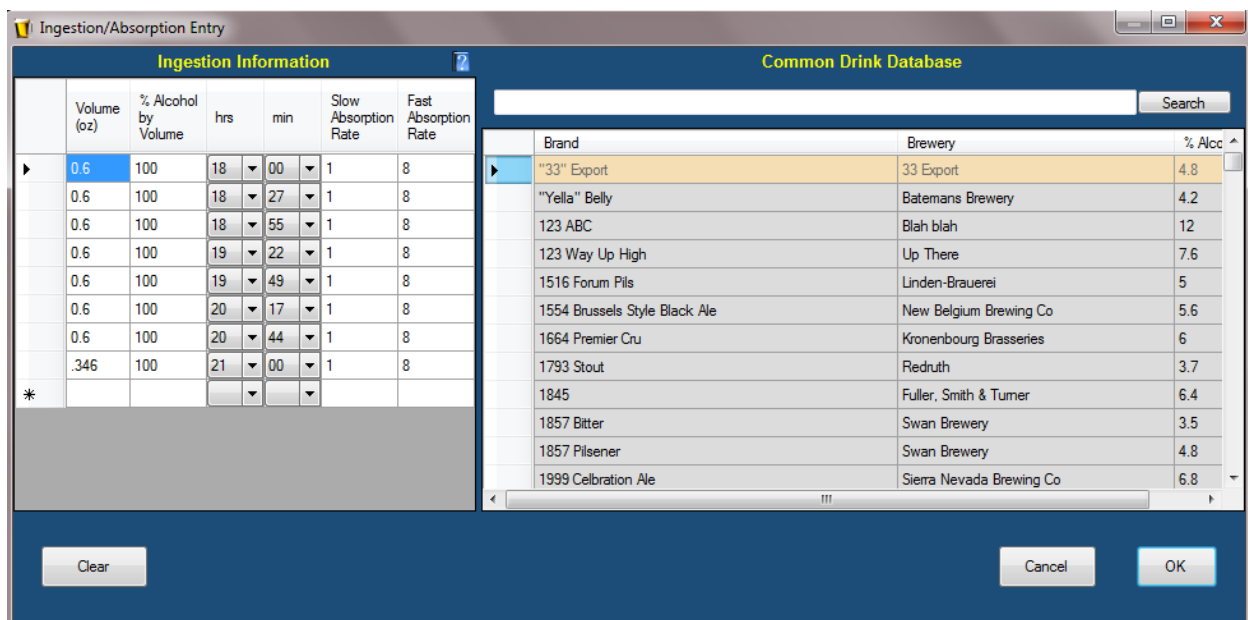 Ingestion/Absorption Entry
Ingestion Information ?
Volume (oz) % Alcohol by Volume hrs min Slow Absorption Rate Fast Absorption Rate
0.6 100 18 00 1 8
0.6 100 18 27 1 8
0.6 100 18 55 1 8
0.6 100 19 22 1 8
0.6 100 19 49 1 8
0.6 100 20 17 1 8
0.6 100 20 44 1 8
.346 100 21 00 1 8
*
Common Drink Database
Search
Brand Brewery % Alcc
"33" Export 33 Export 4.8
"Yella" Belly Batemans Brewery 4.2
123 ABC Blah blah 12
123 Way Up High Up There 7.6
1516 Forum Pils Linden-Brauerei 5
1554 Brussels Style Black Ale New Belgium Brewing Co 5.6
1664 Premier Cru Kronenbourg Brasseries 6
1793 Stout Redruth 3.7
1845 Fuller, Smith & Turner 6.4
1857 Bitter Swan Brewery 3.5
1857 Pilsener Swan Brewery 4.8
1999 Celbration Ale Sierra Nevada Brewing Co 6.8
Clear Cancel OK